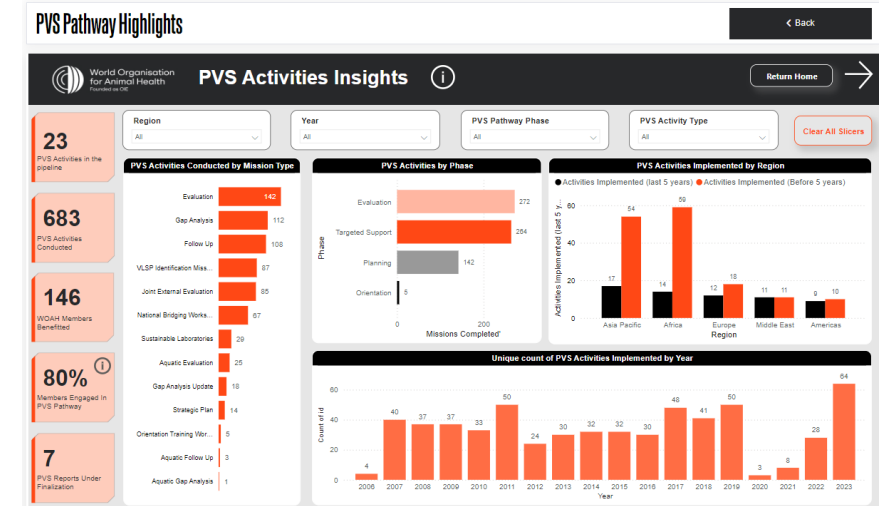 PVS Pathway Highlights
Back
World Organisation
for Animal Health
Founded as OIE
PVS Activities Insights
i
Return Home
23
PVS Activities in the
pipeline
683
PVS Activities
Conducted
146
WOAH Members
Benefitted
80%
i
Members Engaged In
PVS Pathway
7
PVS Reports Under
Finalization
Region
All
Year
All
PVS Pathway Phase
All
PVS Activity Type
All
Clear All Slicers
PVS Activities Conducted by Mission Type
Evaluation 142
Gap Analysis 112
Follow Up 108
VLSP Identification Miss... 87
Joint External Evaluation 85
National Bridging Works... 67
Sustainable Laboratories 29
Aquatic Evaluation 25
Gap Analysis Update 18
Strategic Plan 14
Orientation Training Wor... 5
Aquatic Follow Up 3
Aquatic Gap Analysis 1
PVS Activities by Phase
Phase
Evaluation 272
Targeted Support 264
Planning 142
Orientation 5
0 200
Missions Completed'
PVS Activities Implemented by Region
Activities Implemented (last 5 years) Activities Implemented (Before 5 years)
Activities Implemented (last 5 y...
60
40
20
0
17 54 14 59 12 18 11 11 9 10
Asia Pacific Africa Europe Middle East Americas
Region
Unique count of PVS Activities Implemented by Year
Count of id
60
40
20
0
4 40 37 37 33 50 24 30 32 32 30 48 41 50 3 8 28 64
2006 2007 2008 2009 2010 2011 2012 2013 2014 2015 2016 2017 2018 2019 2020 2021 2022 2023
Year